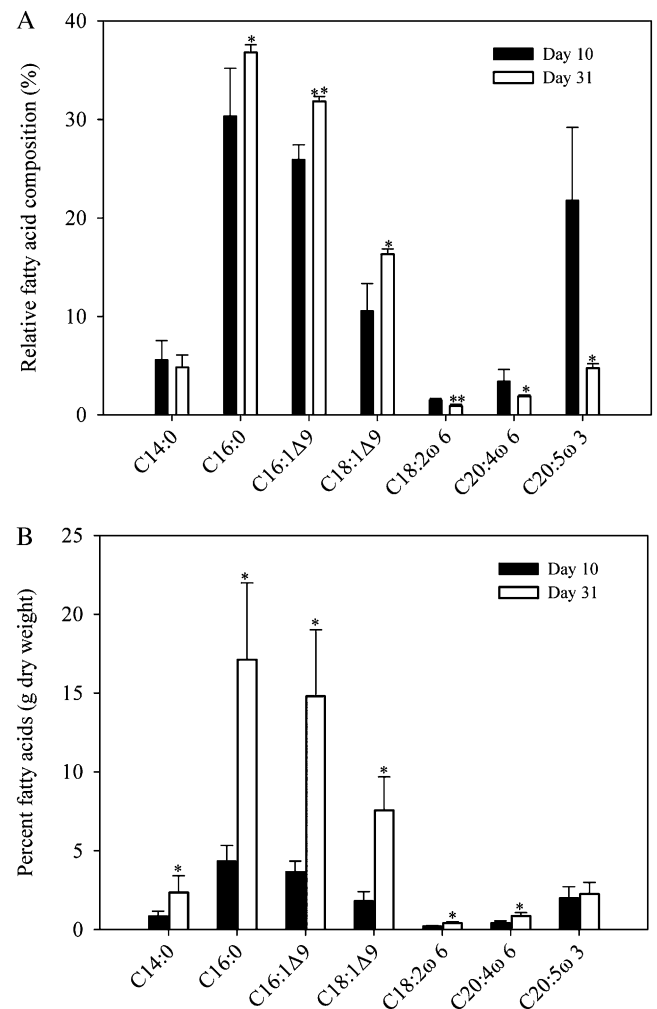 A
Relative fatty acid composition (%)
40
30
20
10
0
Day 10
Day 31
*
**
*
**
*
*
C14:0
C16:0
C16:1Δ9
C18:1Δ9
C18:2ω 6
C20:4ω 6
C20:5ω 3
B
Percent fatty acids (g dry weight)
25
20
15
10
5
0
Day 10
Day 31
*
*
*
*
*
*
C14:0
C16:0
C16:1Δ9
C18:1Δ9
C18:2ω 6
C20:4ω 6
C20:5ω 3